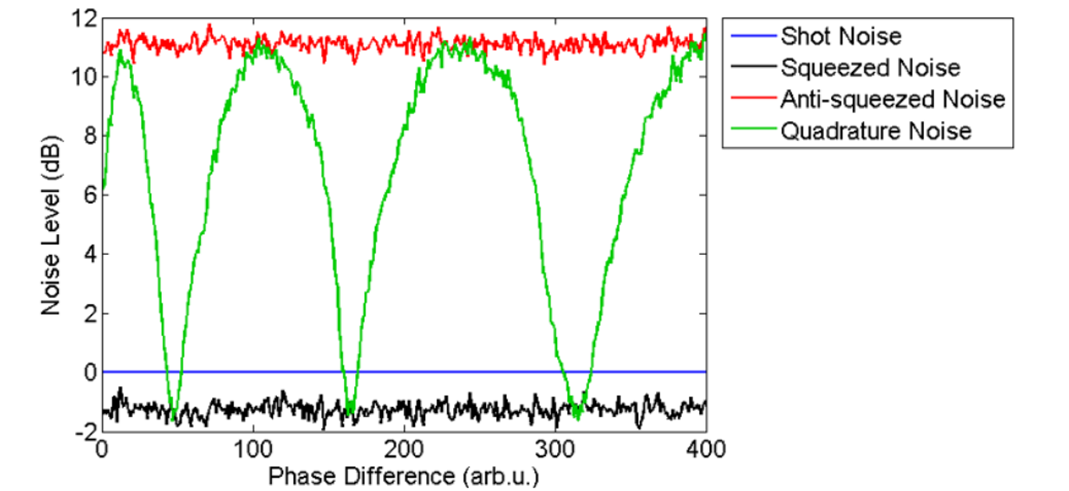 12
10
8
6
4
2
0
-2
0 100 200 300 400
Noise Level (dB)
Phase Difference (arb.u.)
Shot Noise
Squeezed Noise
Anti-squeezed Noise
Quadrature Noise